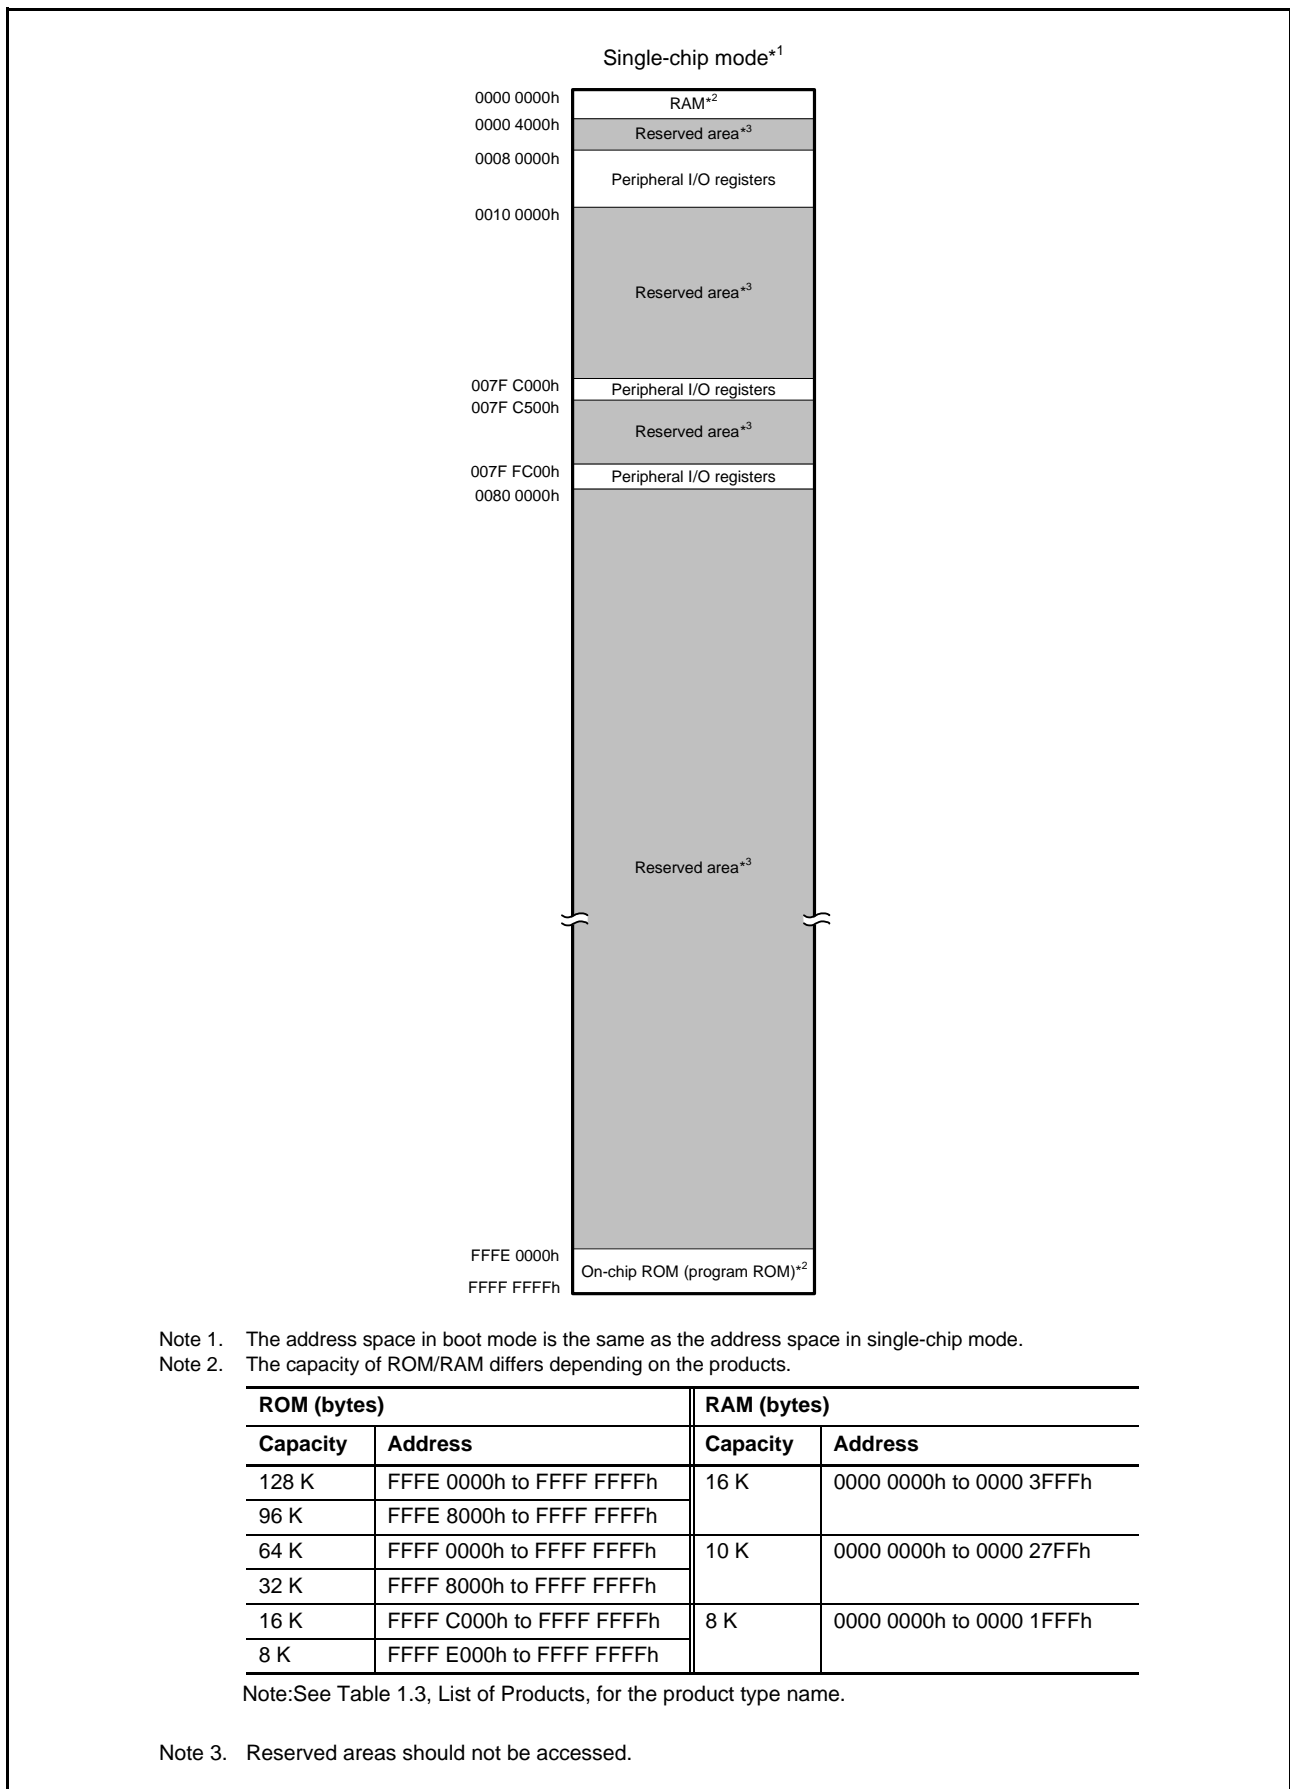 Single-chip mode*1
0000 0000h
RAM*2
0000 4000h
Reserved area*3
0008 0000h
Peripheral I/O registers
0010 0000h
Reserved area*3
007F C000h
Peripheral I/O registers
007F C500h
Reserved area*3
007F FC00h
Peripheral I/O registers
0080 0000h
Reserved area*3
FFFE 0000h
On-chip ROM (program ROM)*2
FFFF FFFFh
Note 1. The address space in boot mode is the same as the address space in single-chip mode.
Note 2. The capacity of ROM/RAM differs depending on the products.
ROM (bytes) RAM (bytes)
Capacity Address Capacity Address
128 K FFFE 0000h to FFFF FFFFh 16 K 0000 0000h to 0000 3FFFh
96 K FFFE 8000h to FFFF FFFFh
64 K FFFF 0000h to FFFF FFFFh 10 K 0000 0000h to 0000 27FFh
32 K FFFF 8000h to FFFF FFFFh
16 K FFFF C000h to FFFF FFFFh 8 K 0000 0000h to 0000 1FFFh
8 K FFFF E000h to FFFF FFFFh
Note:See Table 1.3, List of Products, for the product type name.
Note 3. Reserved areas should not be accessed.